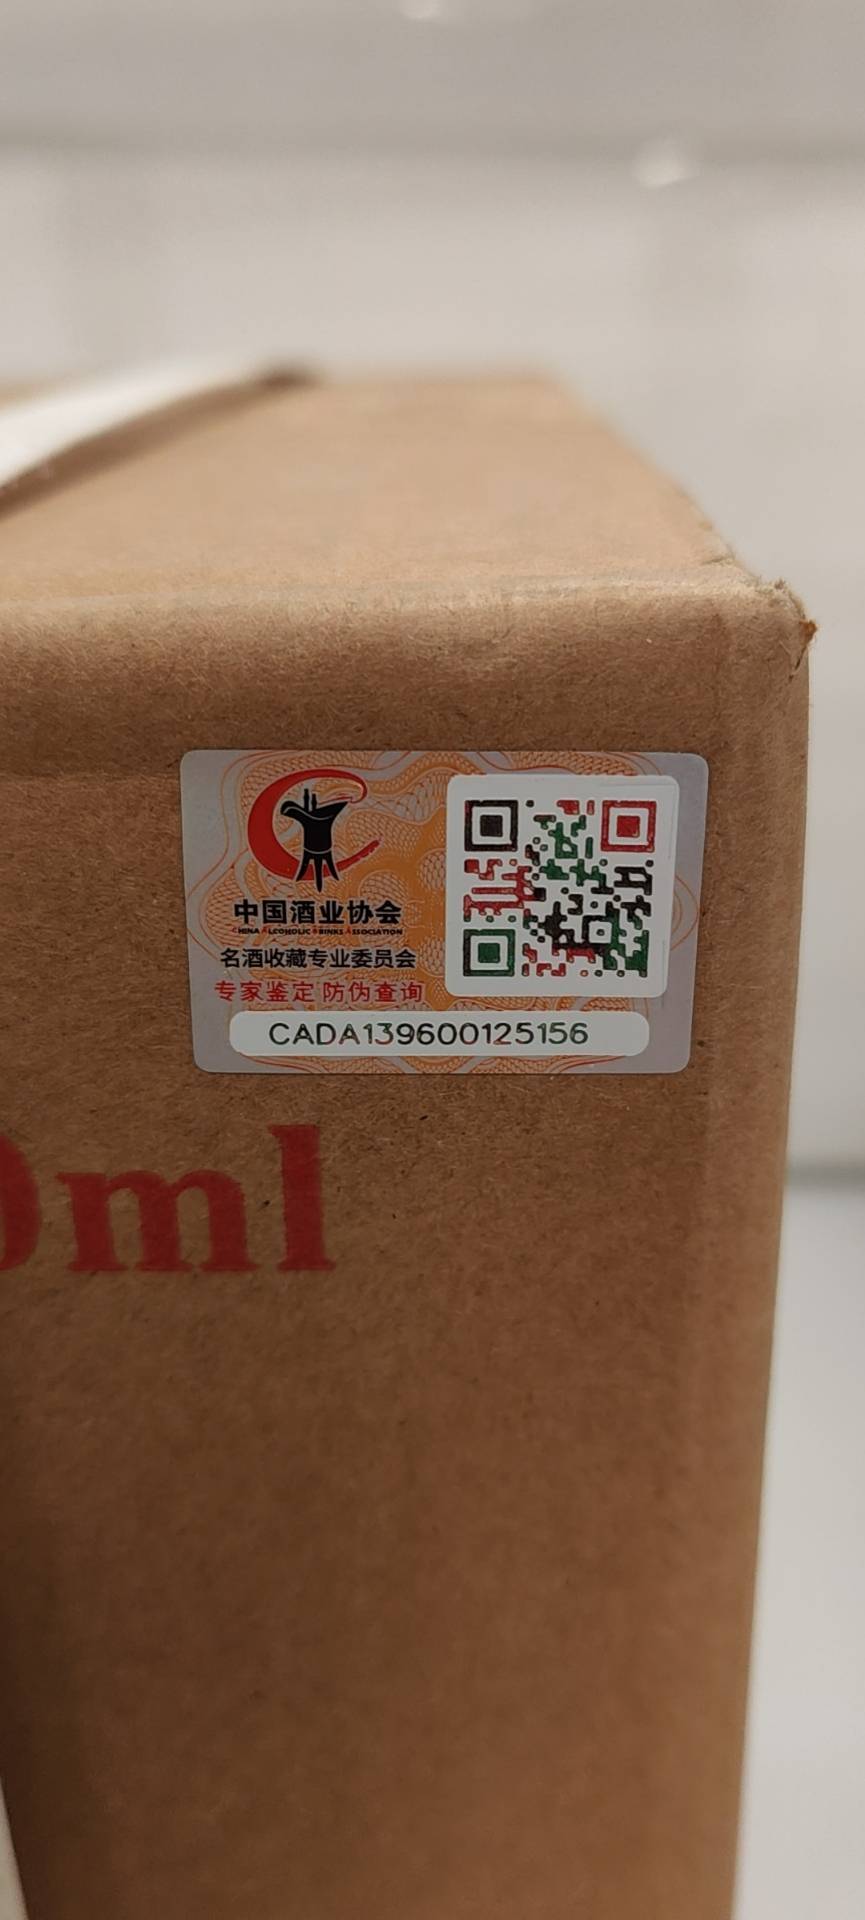 中国酒业协会
CHINA ALCOHOLIC DRINKS ASSOCIATION
名酒收藏专业委员会
专家鉴定 防伪查询
CADA139600125156
0ml